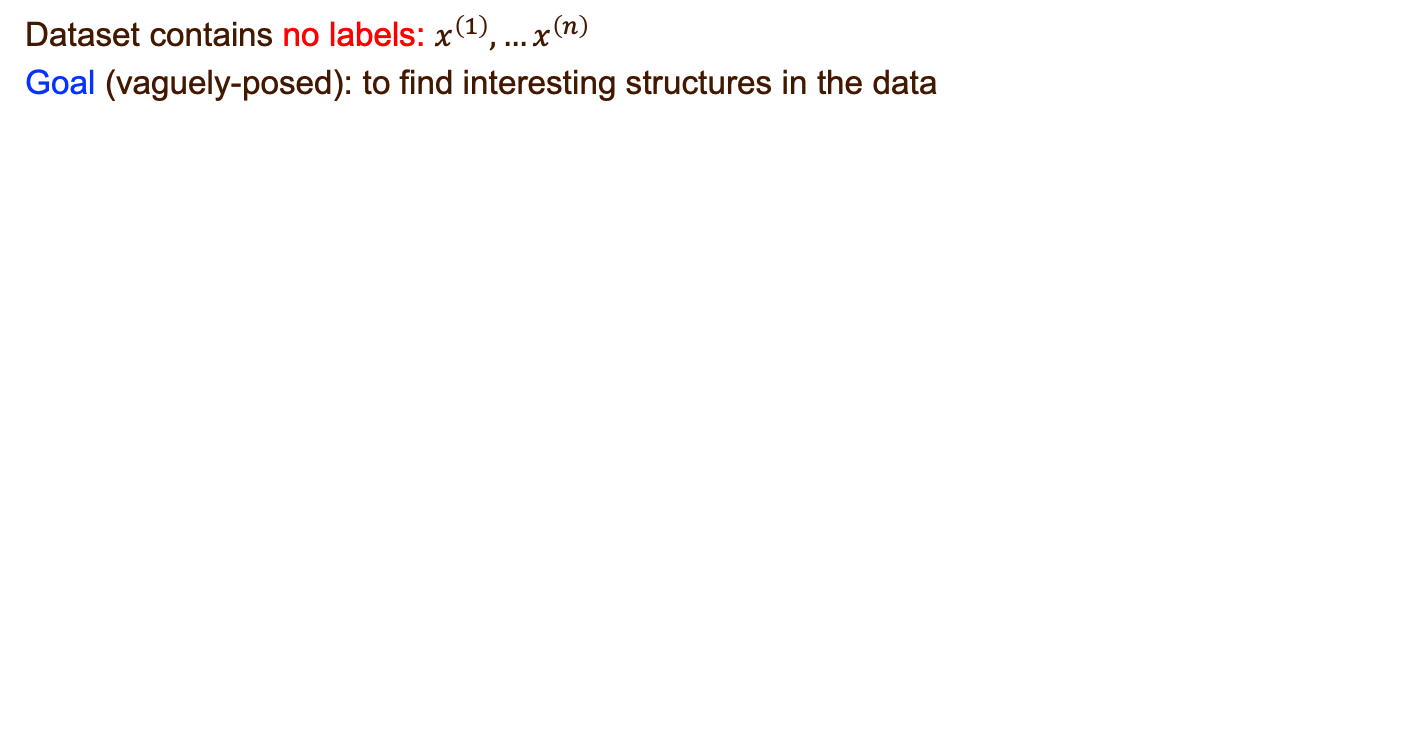 Dataset contains no labels: x⁽¹⁾, … x⁽ⁿ⁾
Goal (vaguely-posed): to find interesting structures in the data